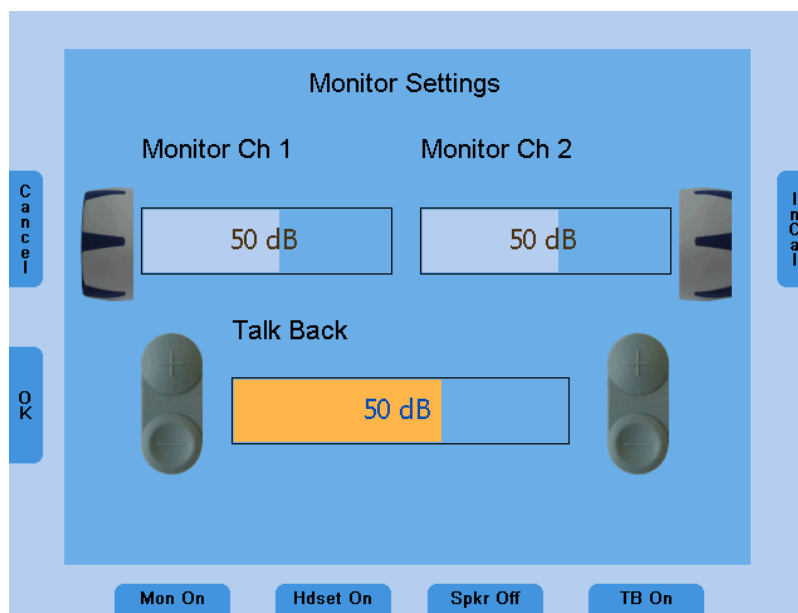 Monitor Settings
Monitor Ch 1
Monitor Ch 2
Cancel
InCal
50 dB
50 dB
Talk Back
OK
50 dB
Mon On
Hdset On
Spkr Off
TB On